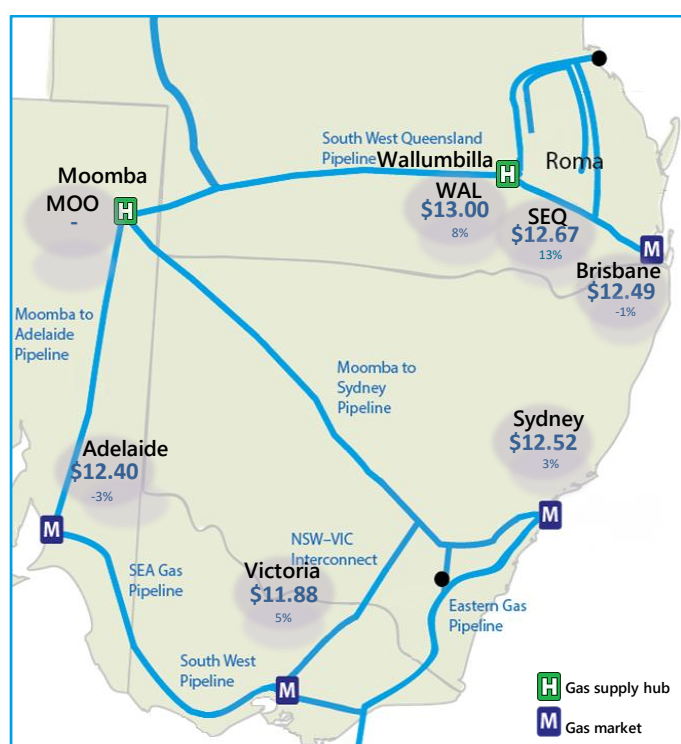 South West Queensland
Pipeline
Wallumbilla
Roma
Moomba
MOO
-
WAL
$13.00
8%
SEQ
$12.67
13%
Brisbane
$12.49
-1%
Moomba to
Adelaide
Pipeline
Moomba to
Sydney
Pipeline
Sydney
$12.52
3%
Adelaide
$12.40
-3%
NSW–VIC
Interconnect
SEA Gas
Pipeline
Victoria
$11.88
5%
Eastern Gas
Pipeline
South West
Pipeline
H
H
M
M
M
M
H Gas supply hub
M Gas market